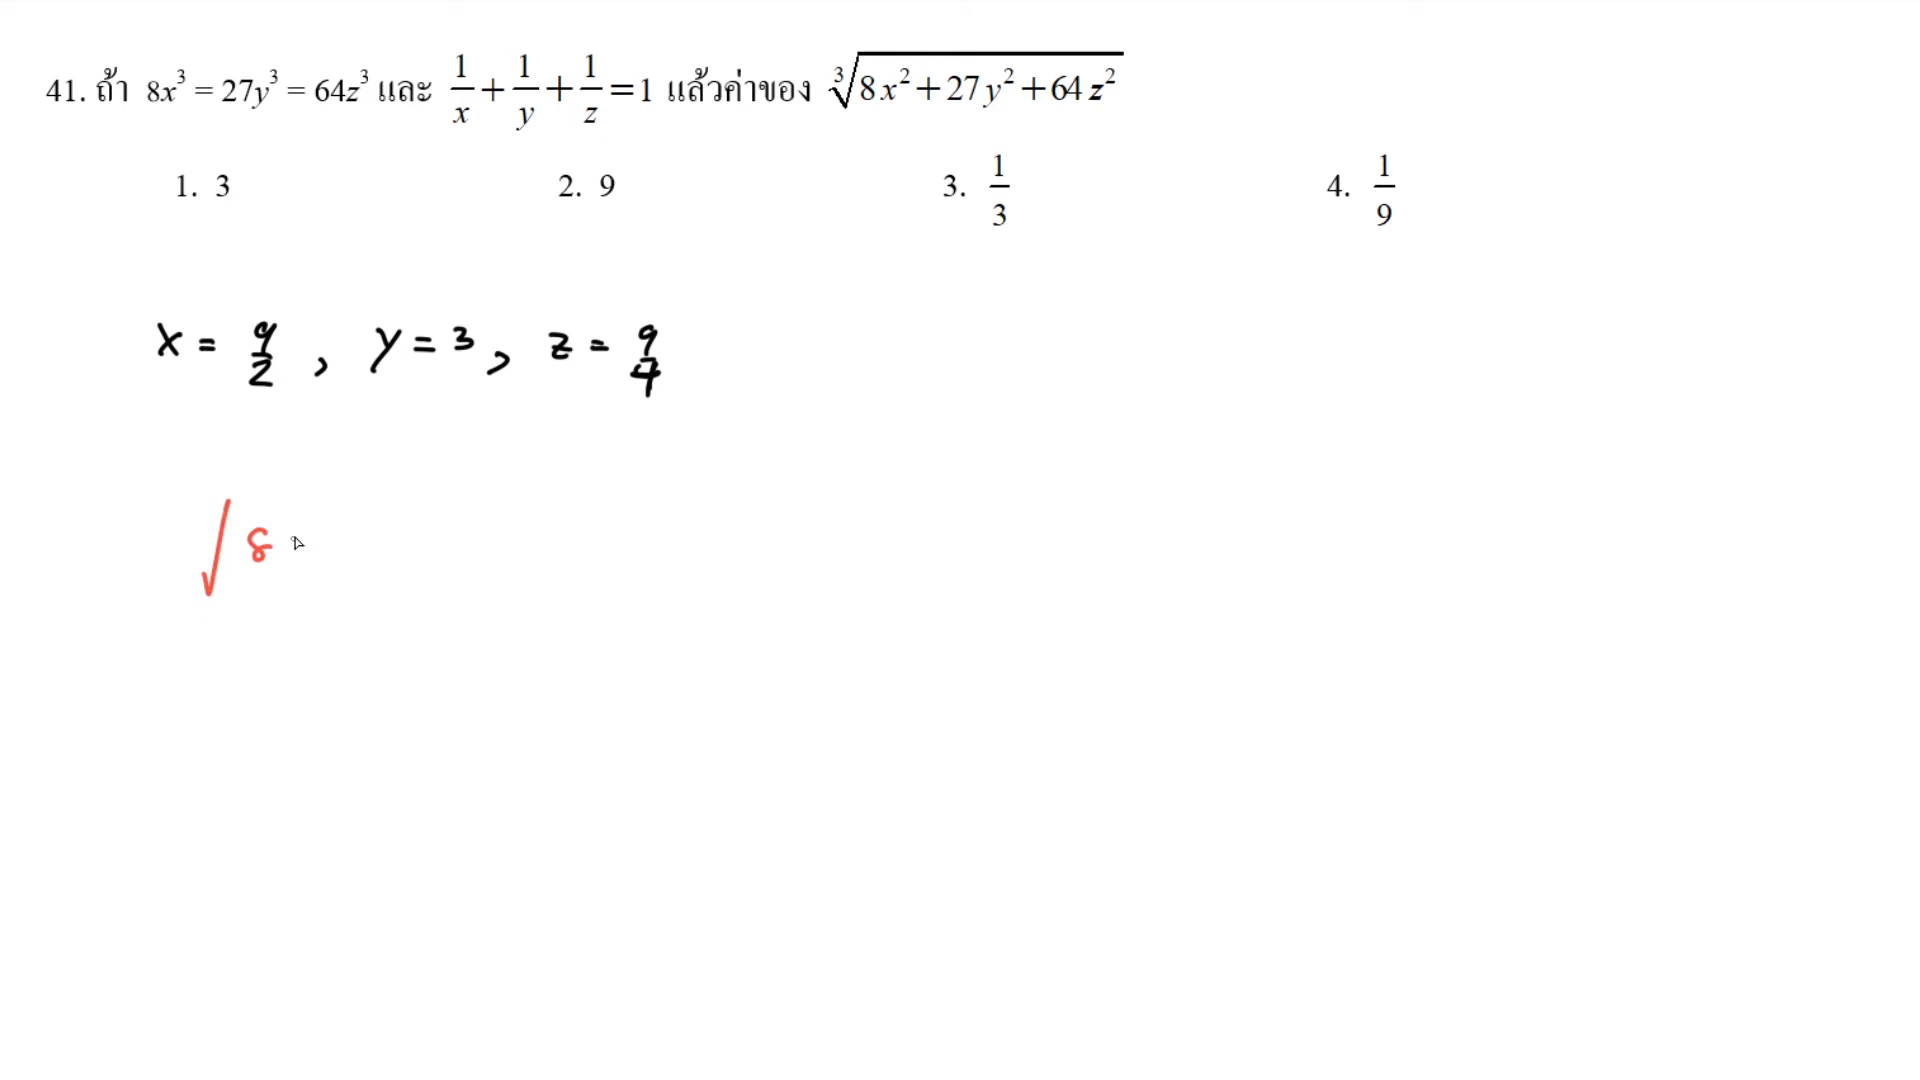 41. ถ้า 8x³ = 27y³ = 64z³ และ 1/x + 1/y + 1/z = 1 แล้วค่าของ ∛(8x² + 27y² + 64z²)
1. 3 2. 9 3. 1/3 4. 1/9
x = 9/2 , y = 3 , z = 9/4
√8